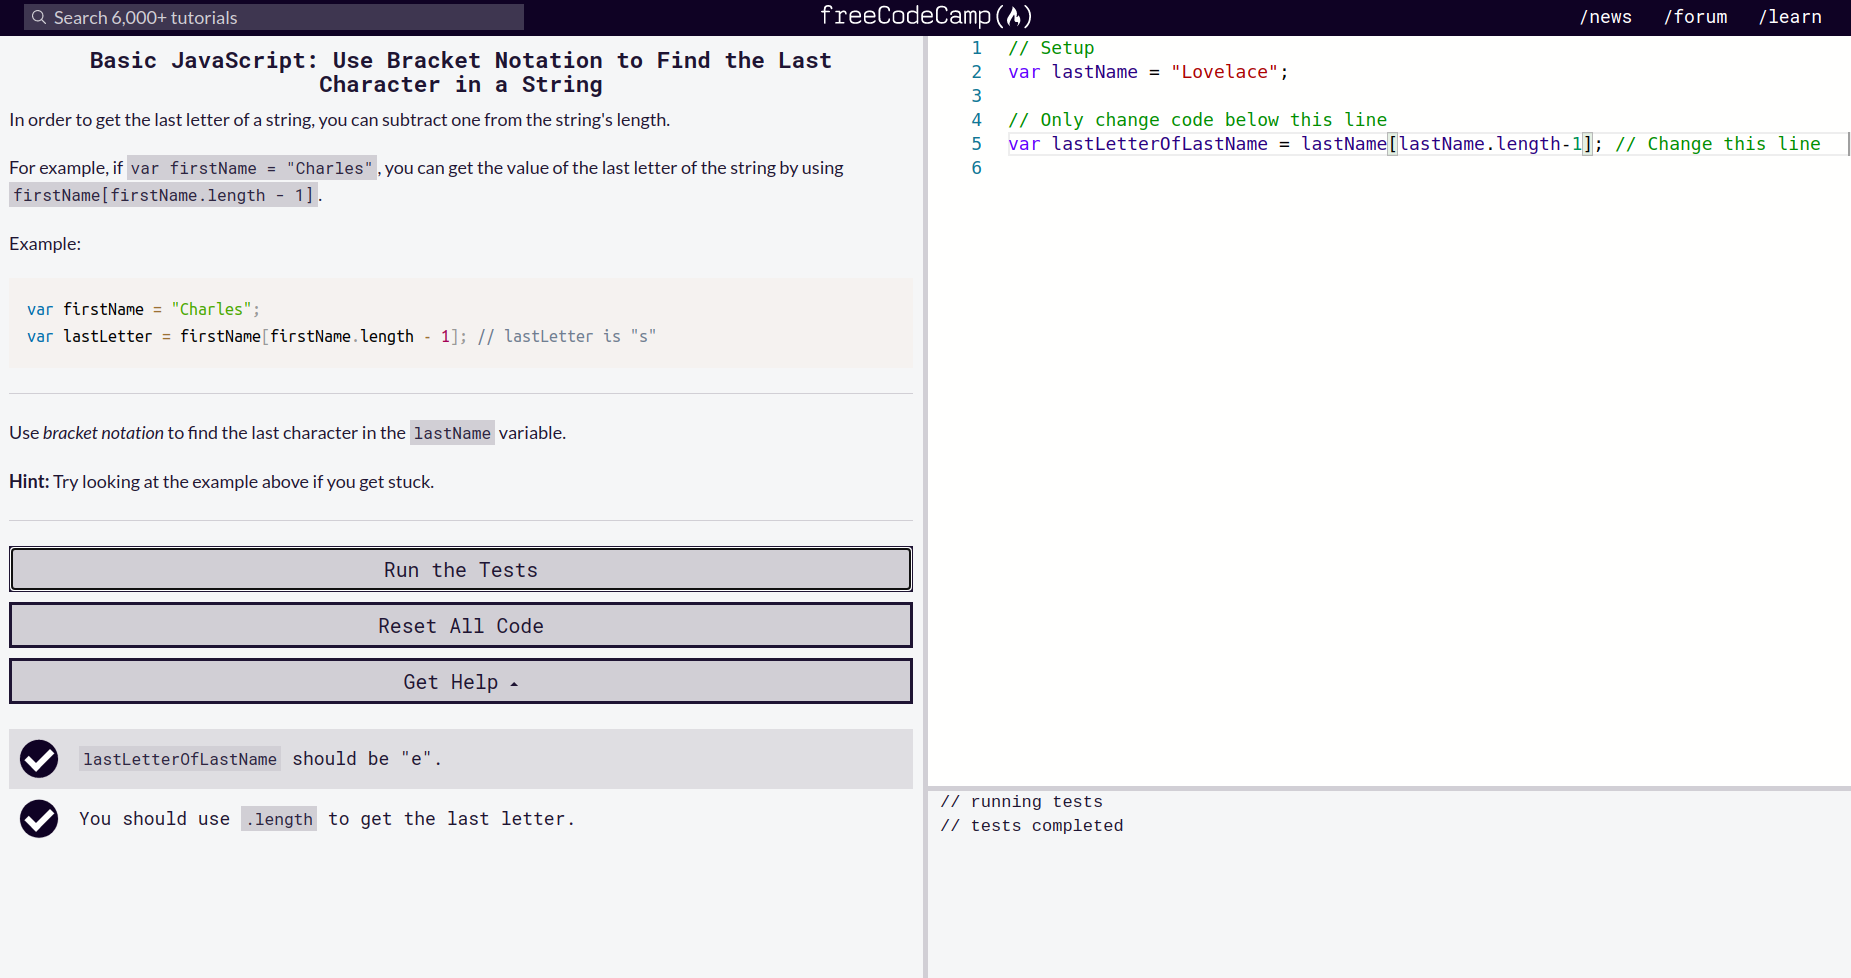 Search 6,000+ tutorials
freeCodeCamp(🔥)
/news /forum /learn
Basic JavaScript: Use Bracket Notation to Find the Last
Character in a String
In order to get the last letter of a string, you can subtract one from the string's length.
For example, if var firstName = "Charles", you can get the value of the last letter of the string by using
firstName[firstName.length - 1].
Example:
var firstName = "Charles";
var lastLetter = firstName[firstName.length - 1]; // lastLetter is "s"
Use bracket notation to find the last character in the lastName variable.
Hint: Try looking at the example above if you get stuck.
Run the Tests
Reset All Code
Get Help
lastLetterOfLastName should be "e".
You should use .length to get the last letter.
1 // Setup
2 var lastName = "Lovelace";
3
4 // Only change code below this line
5 var lastLetterOfLastName = lastName[lastName.length-1]; // Change this line
6
// running tests
// tests completed